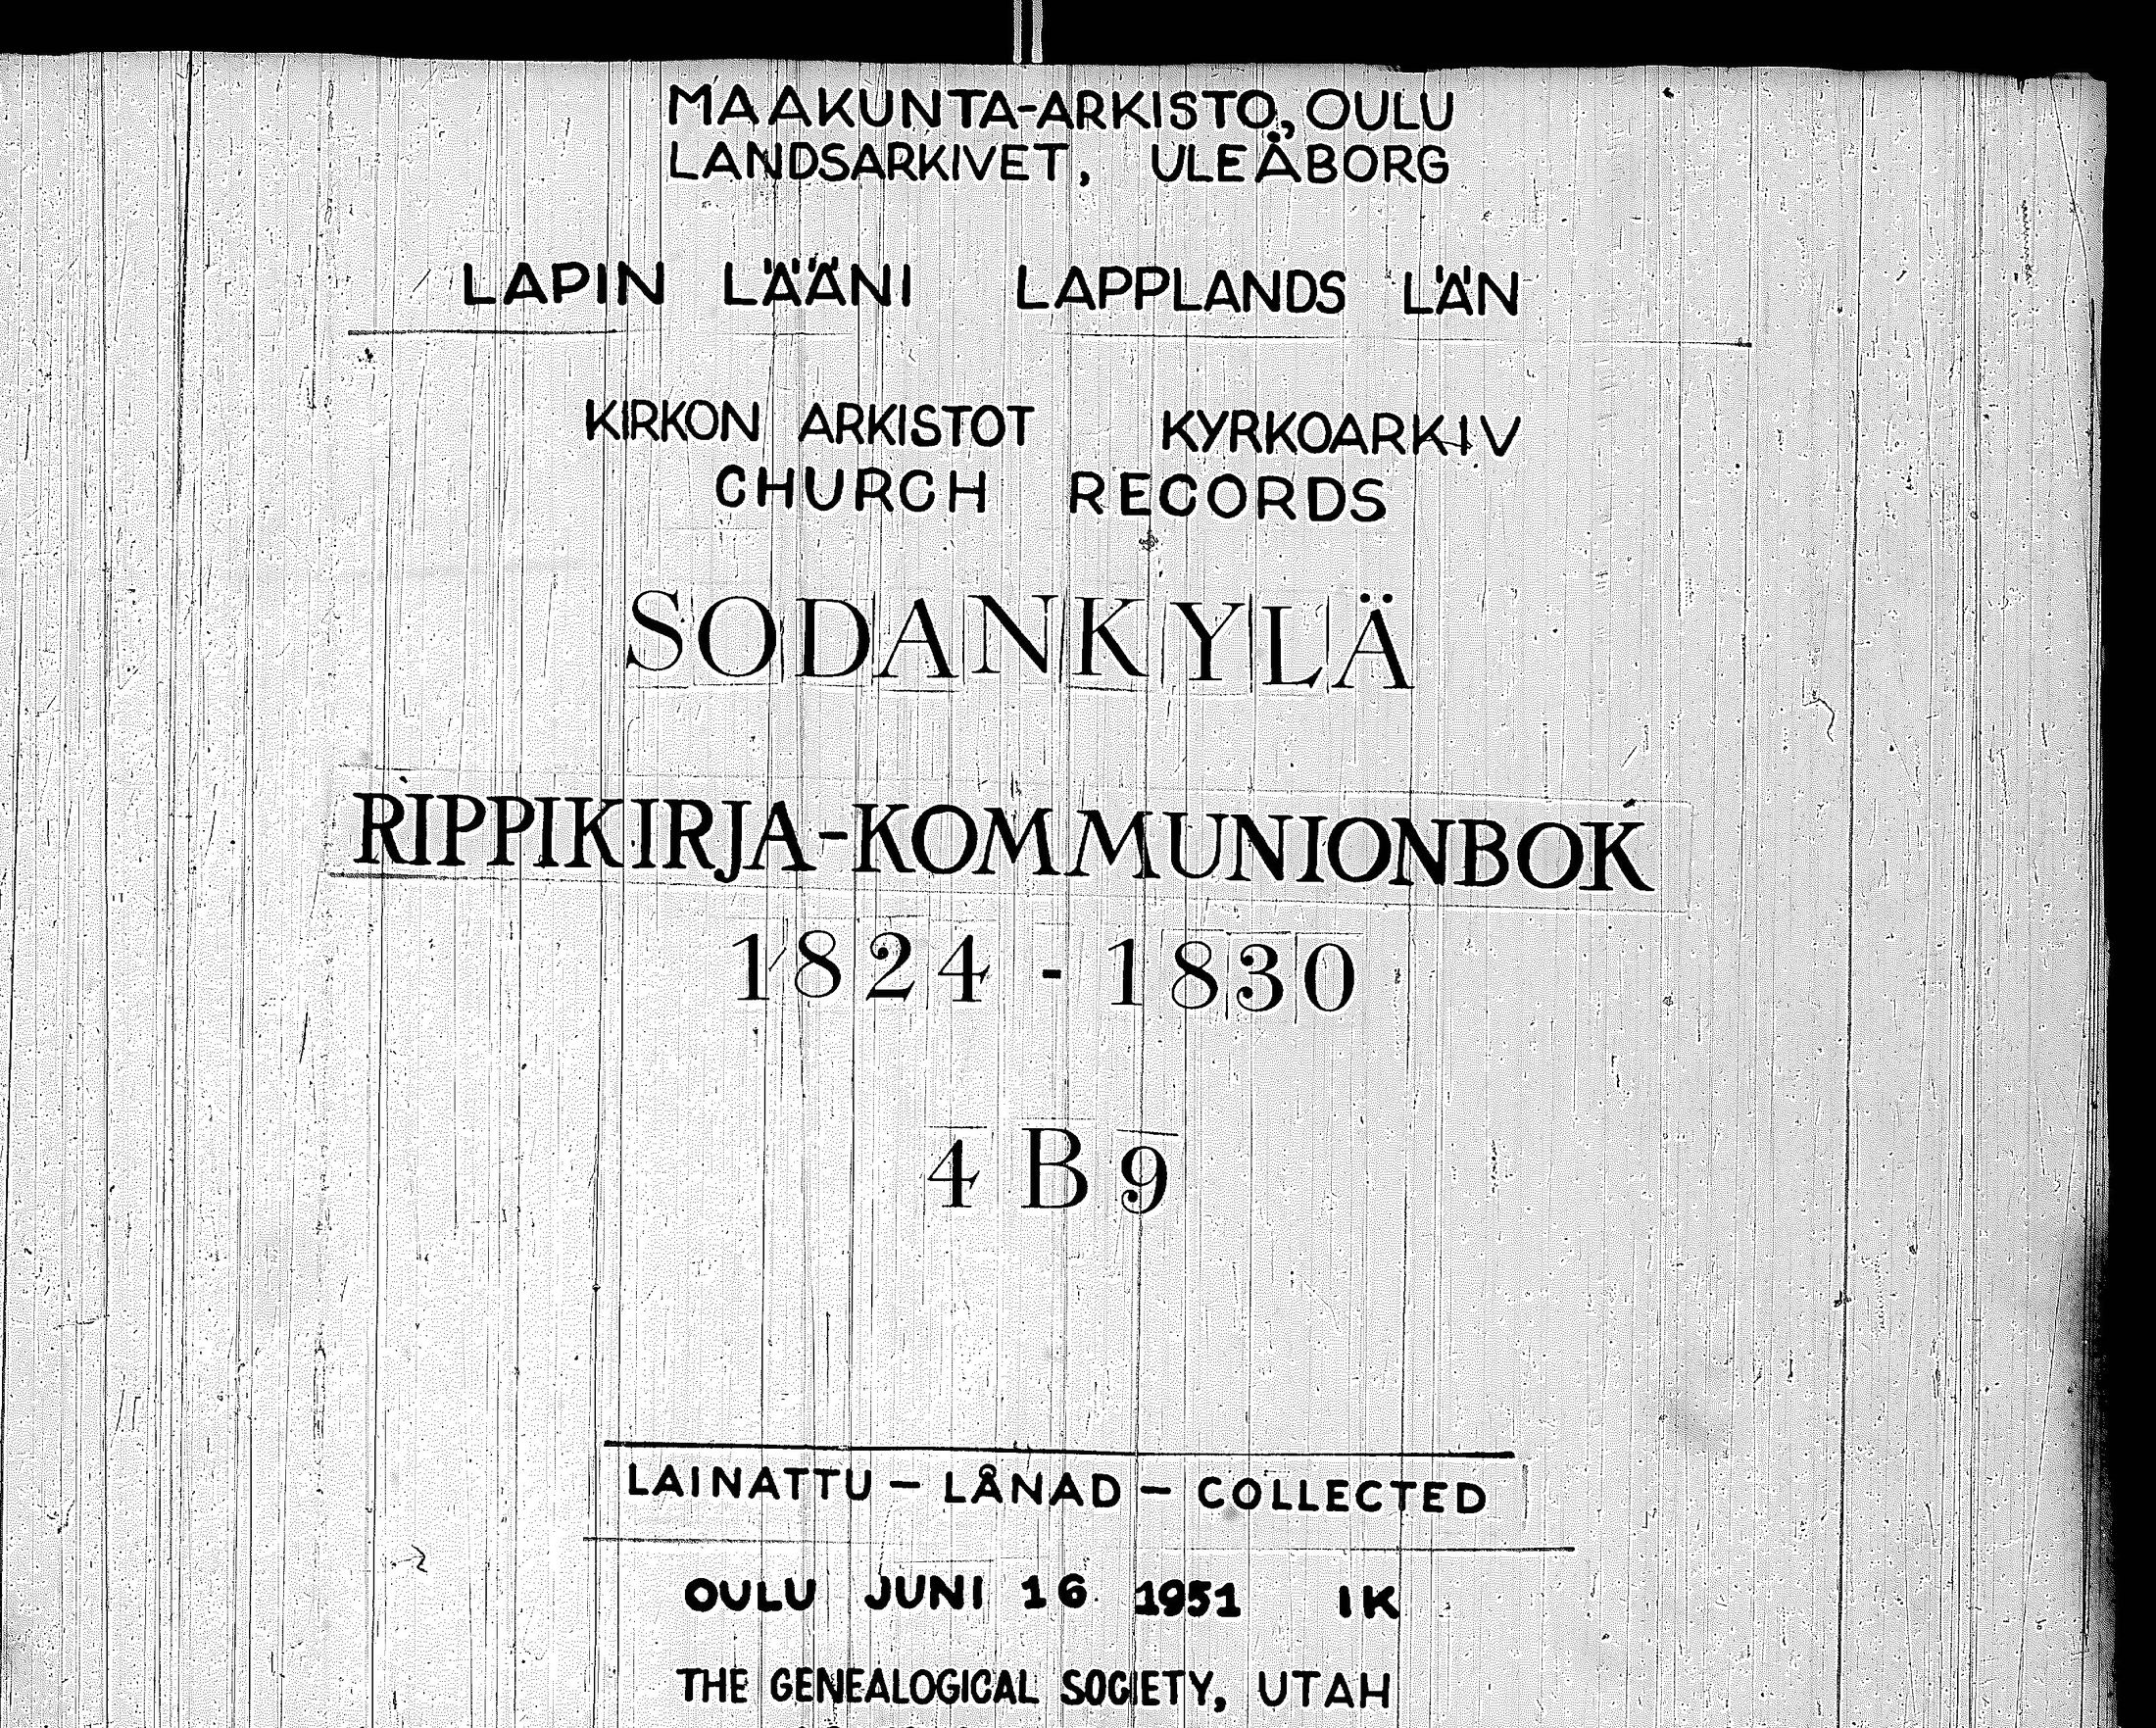 MAAKUNTA-ARKISTO, OULU
LANDSARKIVET, ULEÅBORG
LAPIN LÄÄNI LAPPLANDS LÄN
KIRKON ARKISTOT KYRKOARKIV
CHURCH RECORDS
SODANKYLÄ
RIPPIKIRJA-KOMMUNIONBOK
1824 - 1830
4 B 9
LAINATTU - LÅNAD - COLLECTED
OULU JUNI 16 1951 IK
THE GENEALOGICAL SOCIETY, UTAH